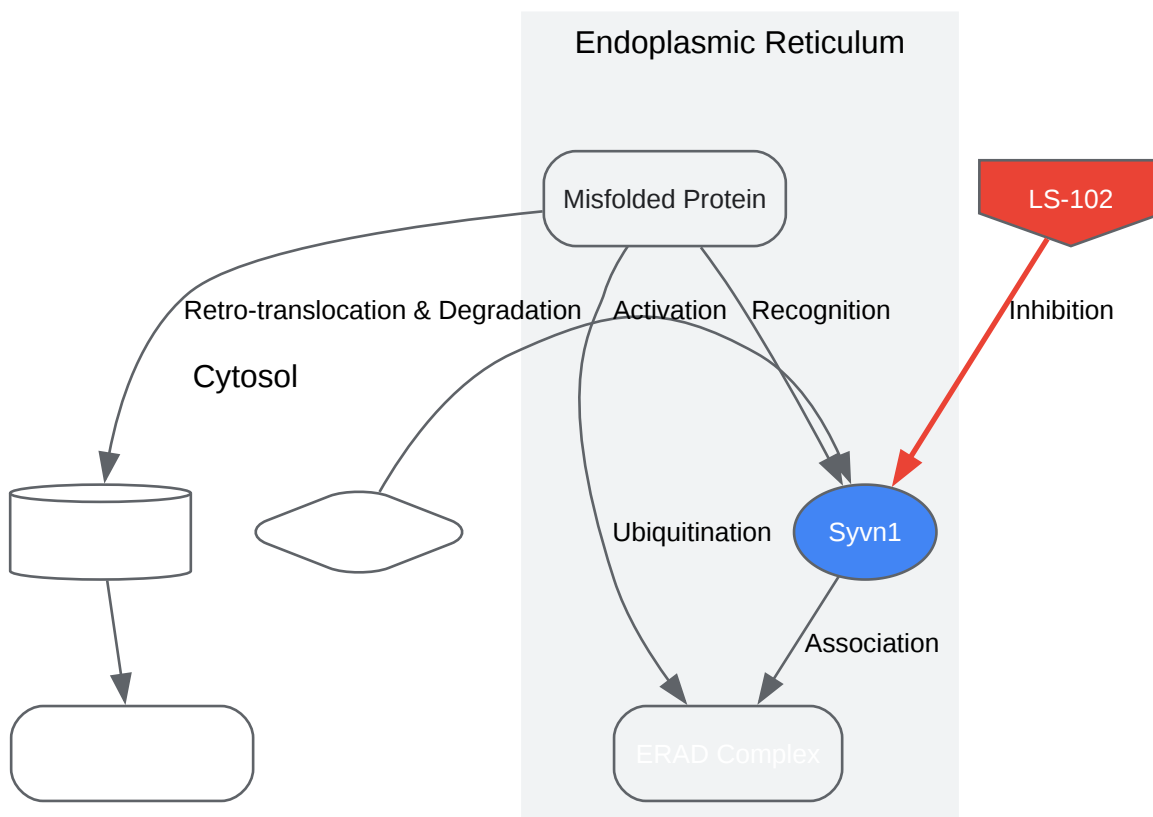 Endoplasmic Reticulum
Misfolded Protein
LS-102
Retro-translocation & Degradation
Activation
Recognition
Inhibition
Cytosol
Ubiquitination
Syvn1
Association
ERAD Complex